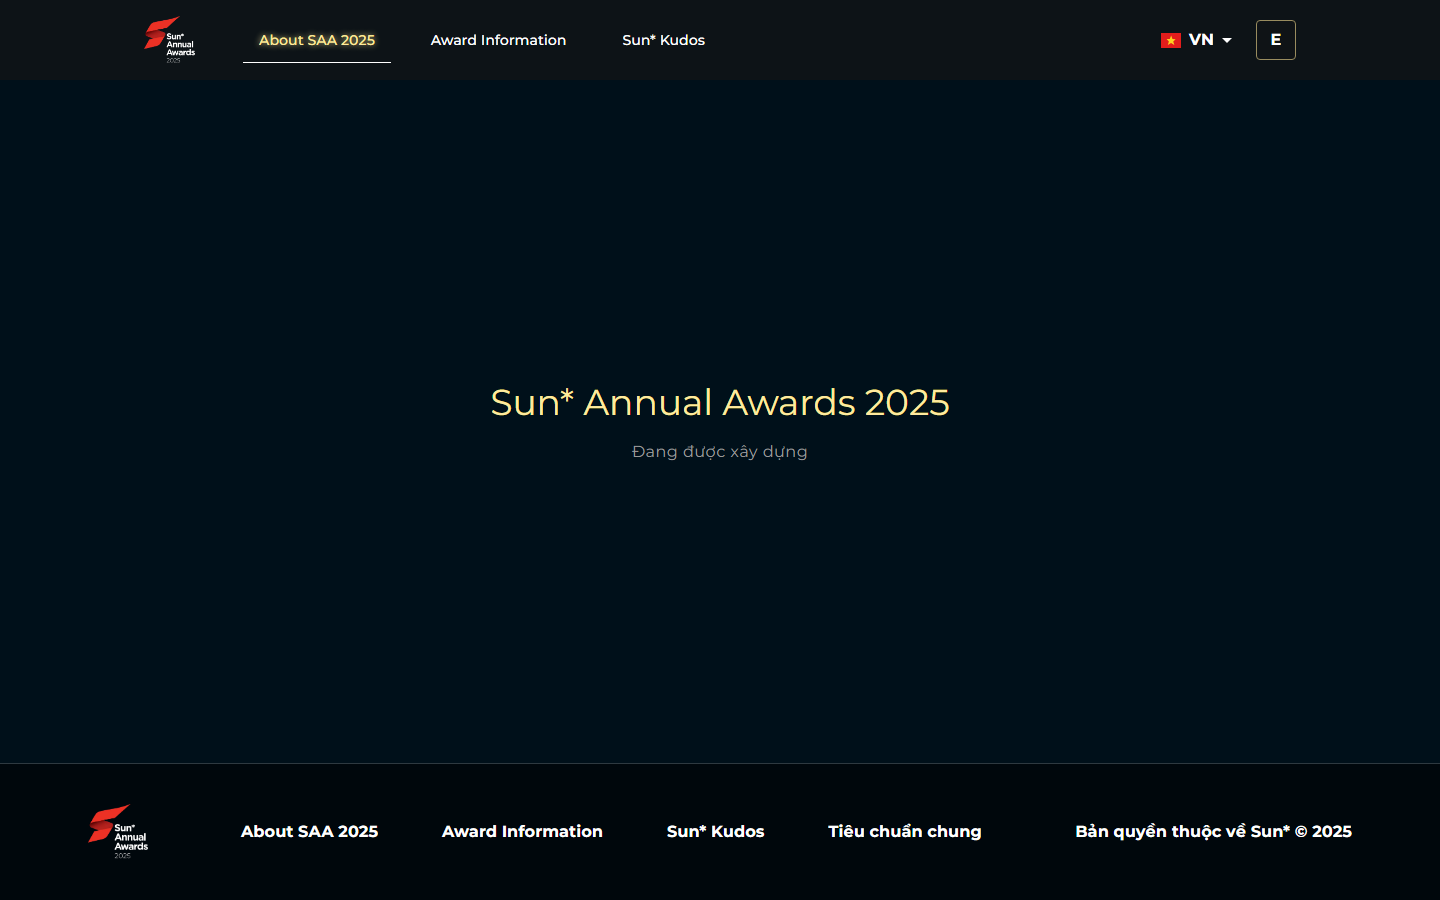 Sun*
Annual
Awards
2025
About SAA 2025
Award Information
Sun* Kudos
VN
E
Sun* Annual Awards 2025
Đang được xây dựng
Sun*
Annual
Awards
2025
About SAA 2025
Award Information
Sun* Kudos
Tiêu chuẩn chung
Bản quyền thuộc về Sun* © 2025